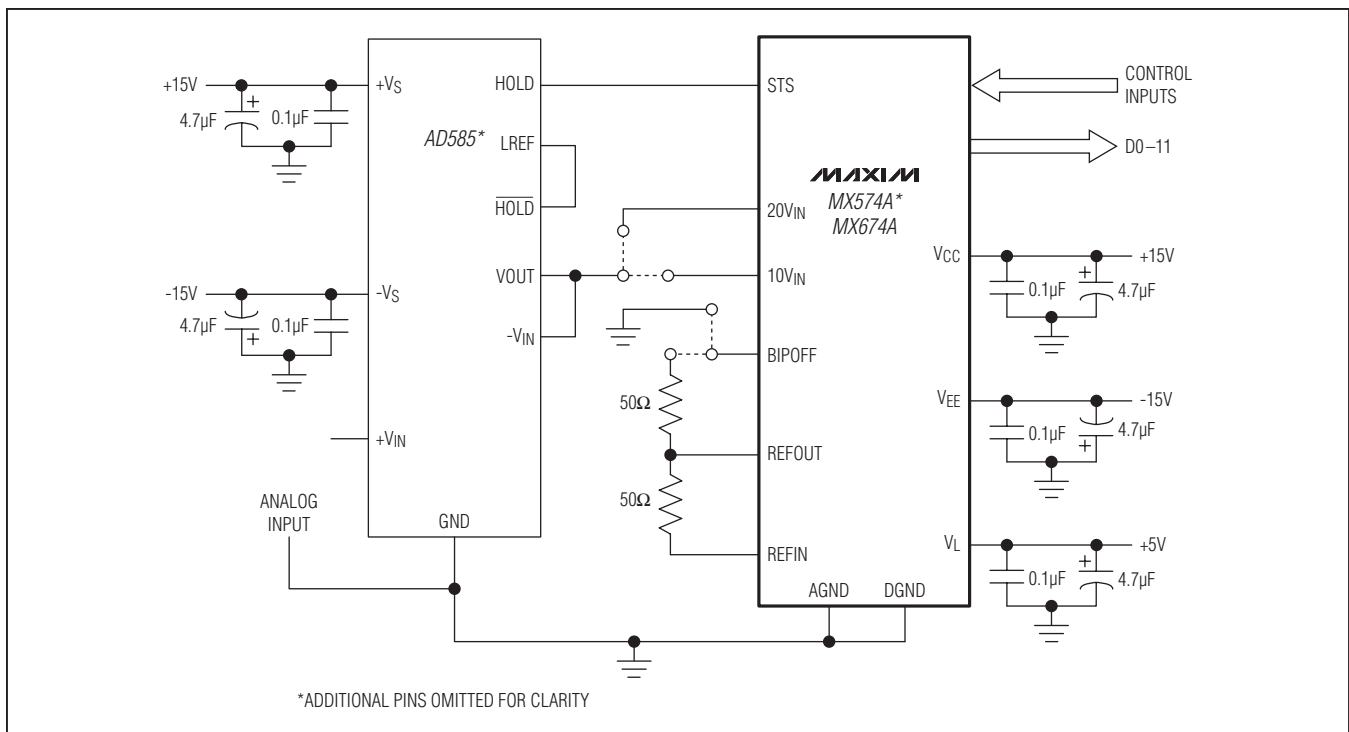 +15V
4.7µF
+
0.1µF
+VS
HOLD
AD585*
LREF
HOLD
VOUT
-VIN
-15V
4.7µF
+
0.1µF
-VS
+VIN
ANALOG
INPUT
GND
STS
MAXIM
MX574A*
MX674A
20VIN
10VIN
BIPOFF
50Ω
REFOUT
50Ω
REFIN
AGND
DGND
CONTROL
INPUTS
D0–11
VCC
+15V
0.1µF
+
4.7µF
VEE
-15V
0.1µF
+
4.7µF
VL
+5V
0.1µF
+
4.7µF
*ADDITIONAL PINS OMITTED FOR CLARITY